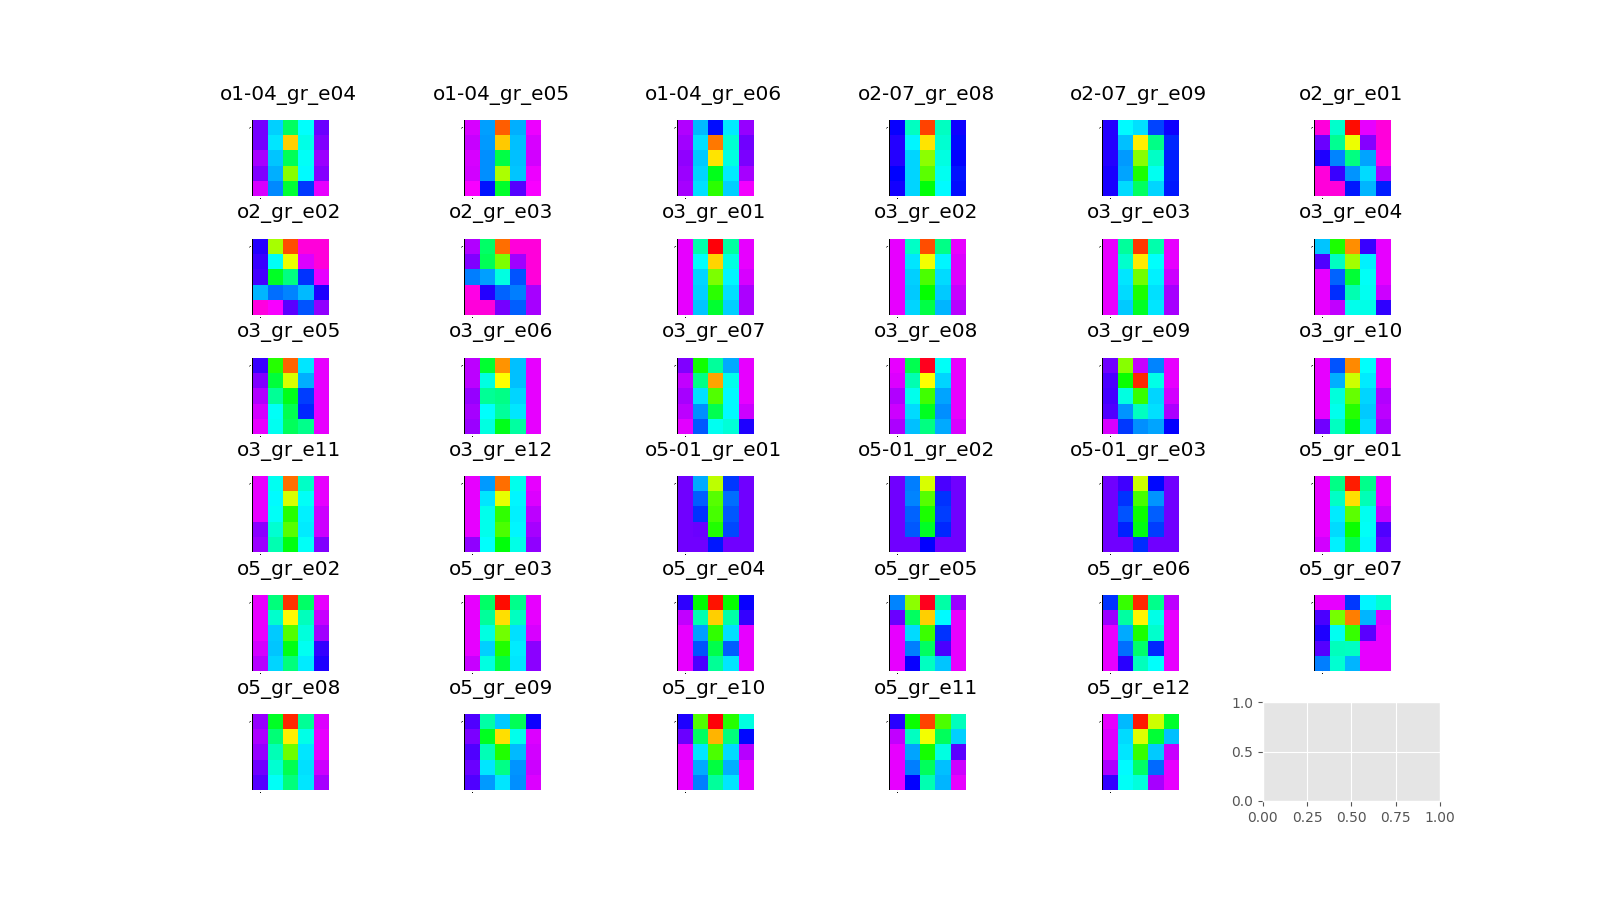 o1-04_gr_e04 o1-04_gr_e05 o1-04_gr_e06 o2-07_gr_e08 o2-07_gr_e09 o2_gr_e01
o2_gr_e02 o2_gr_e03 o3_gr_e01 o3_gr_e02 o3_gr_e03 o3_gr_e04
o3_gr_e05 o3_gr_e06 o3_gr_e07 o3_gr_e08 o3_gr_e09 o3_gr_e10
o3_gr_e11 o3_gr_e12 o5-01_gr_e01 o5-01_gr_e02 o5-01_gr_e03 o5_gr_e01
o5_gr_e02 o5_gr_e03 o5_gr_e04 o5_gr_e05 o5_gr_e06 o5_gr_e07
o5_gr_e08 o5_gr_e09 o5_gr_e10 o5_gr_e11 o5_gr_e12
1.0
0.5
0.0
0.00 0.25 0.50 0.75 1.00